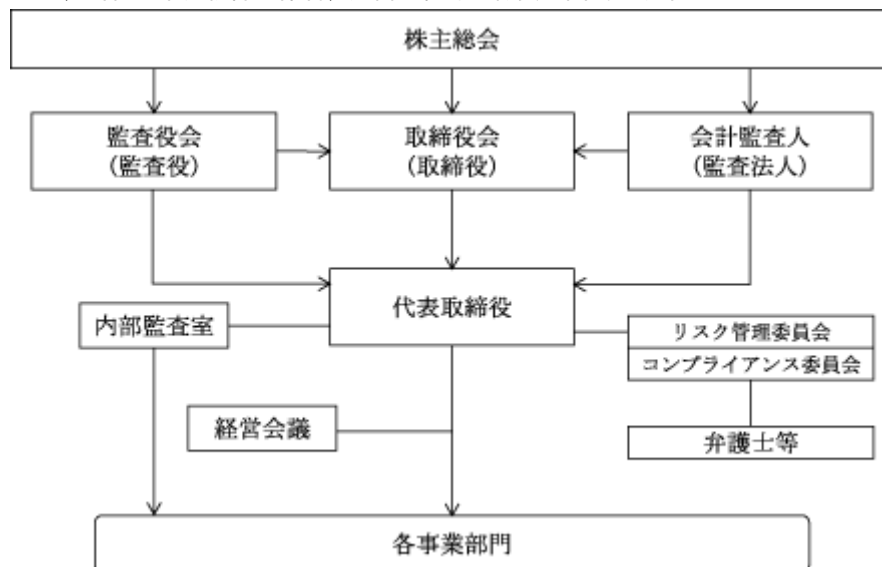 株主総会
監査役会
(監査役)
取締役会
(取締役)
会計監査人
(監査法人)
代表取締役
内部監査室
リスク管理委員会
コンプライアンス委員会
経営会議
弁護士等
各事業部門